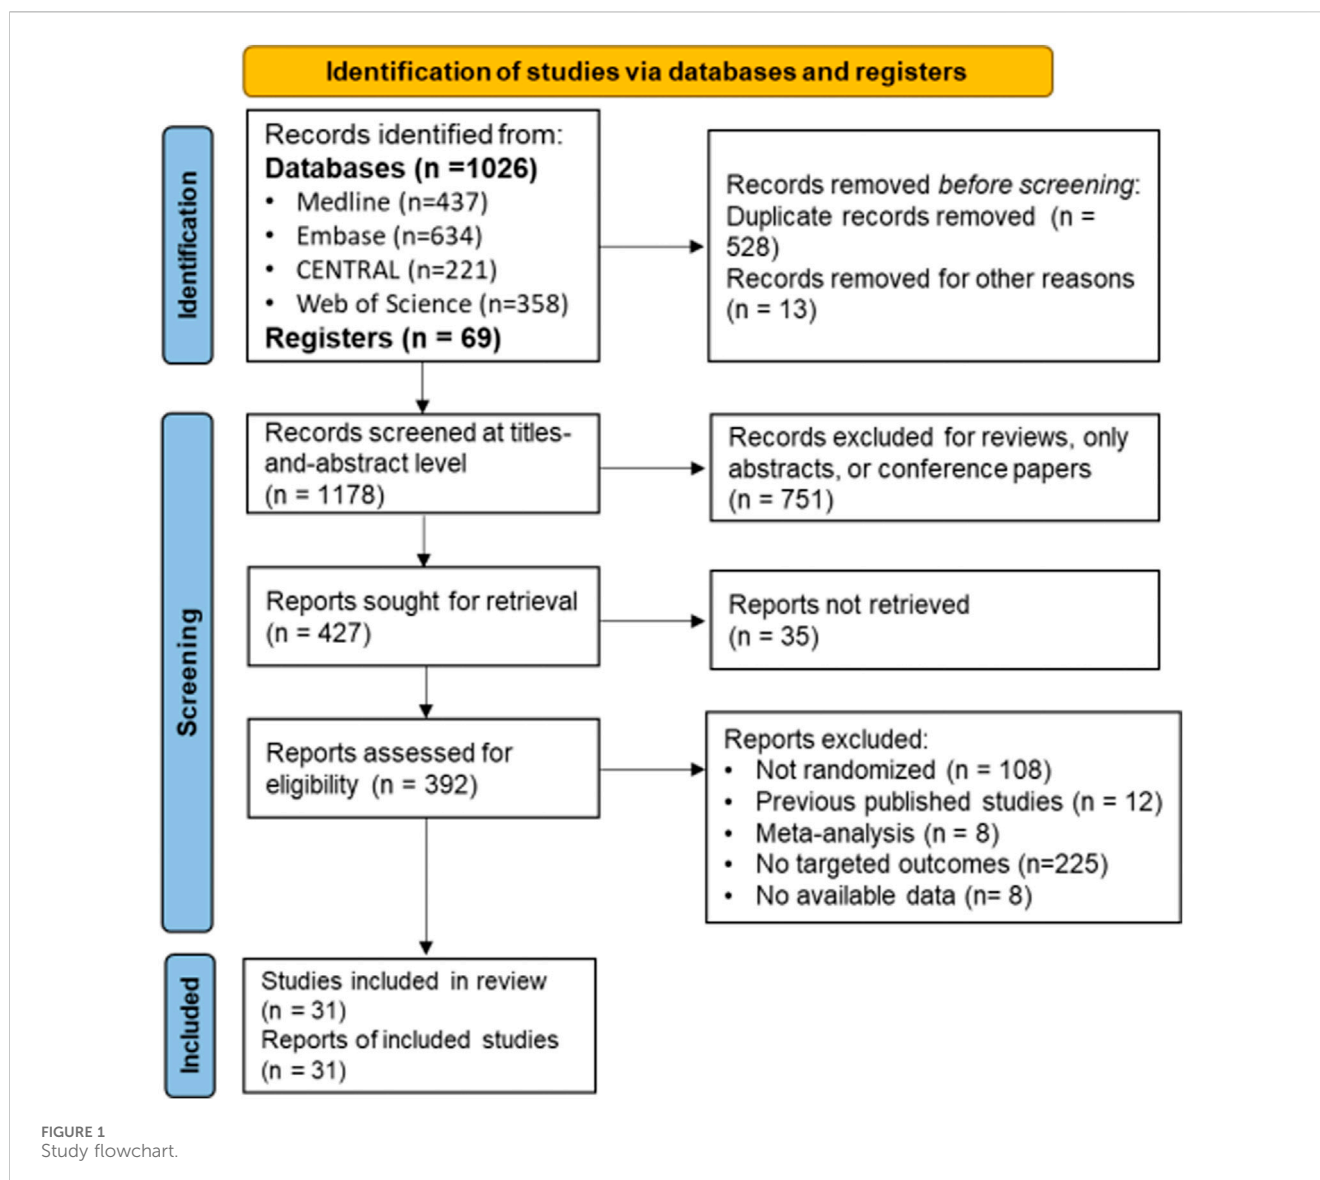 Identification of studies via databases and registers
Identification
Records identified from:
Databases (n =1026)
• Medline (n=437)
• Embase (n=634)
• CENTRAL (n=221)
• Web of Science (n=358)
Registers (n = 69)
Records removed before screening:
Duplicate records removed (n =
528)
Records removed for other reasons
(n = 13)
Screening
Records screened at titles-
and-abstract level
(n = 1178)
Records excluded for reviews, only
abstracts, or conference papers
(n = 751)
Reports sought for retrieval
(n = 427)
Reports not retrieved
(n = 35)
Reports assessed for
eligibility (n = 392)
Reports excluded:
• Not randomized (n = 108)
• Previous published studies (n = 12)
• Meta-analysis (n = 8)
• No targeted outcomes (n=225)
• No available data (n= 8)
Included
Studies included in review
(n = 31)
Reports of included studies
(n = 31)
FIGURE 1
Study flowchart.